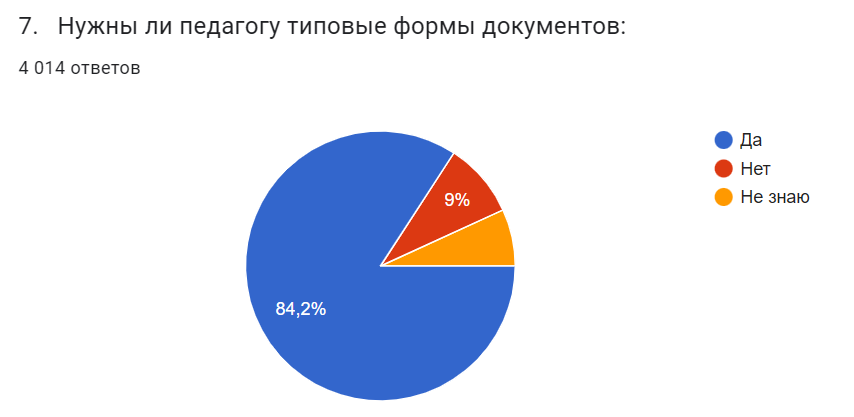 7. Нужны ли педагогу типовые формы документов:
4 014 ответов
Да
Нет
Не знаю
9%
84,2%